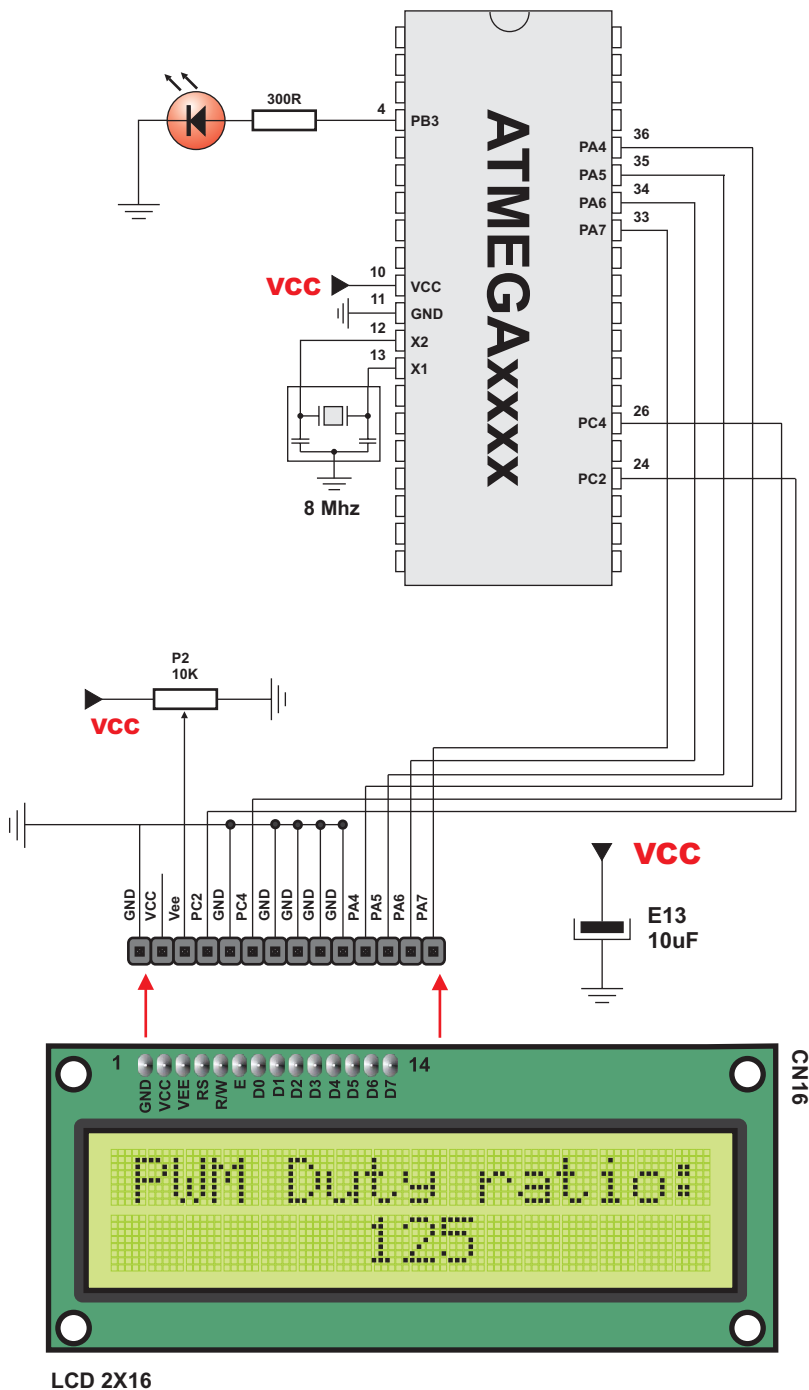 300R
4
PB3
ATMEGAxxxx
PA4
36
PA5
35
PA6
34
PA7
33
VCC
10
VCC
11
GND
12
X2
13
X1
8 Mhz
PC4
26
PC2
24
P2
10K
VCC
GND
VCC
Vee
PC2
GND
PC4
GND
GND
GND
GND
PA4
PA5
PA6
PA7
VCC
E13
10uF
CN16
1
14
GND
VCC
VEE
RS
R/W
E
D0
D1
D2
D3
D4
D5
D6
D7
PWM Duty ratio:
125
LCD 2X16